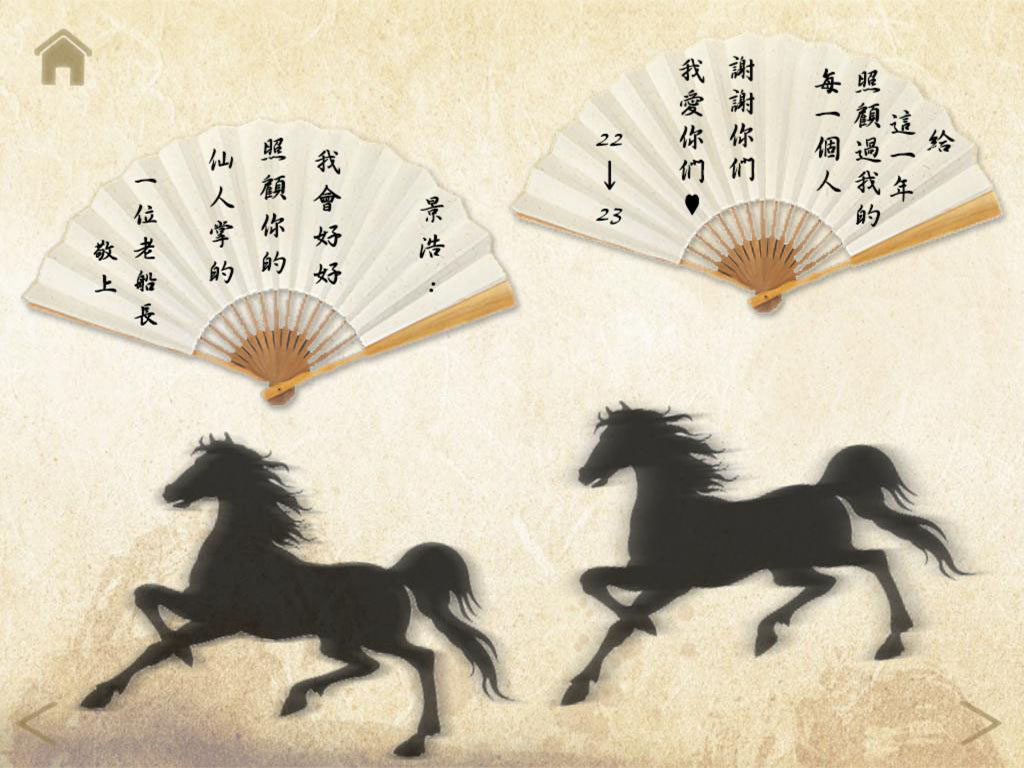 給
這一年
照顧過我的
每一個人
謝謝你们
我愛你们♥
22
↓
23
景浩：
我會好好
照顧你的
仙人掌的
一位老船長
敬上